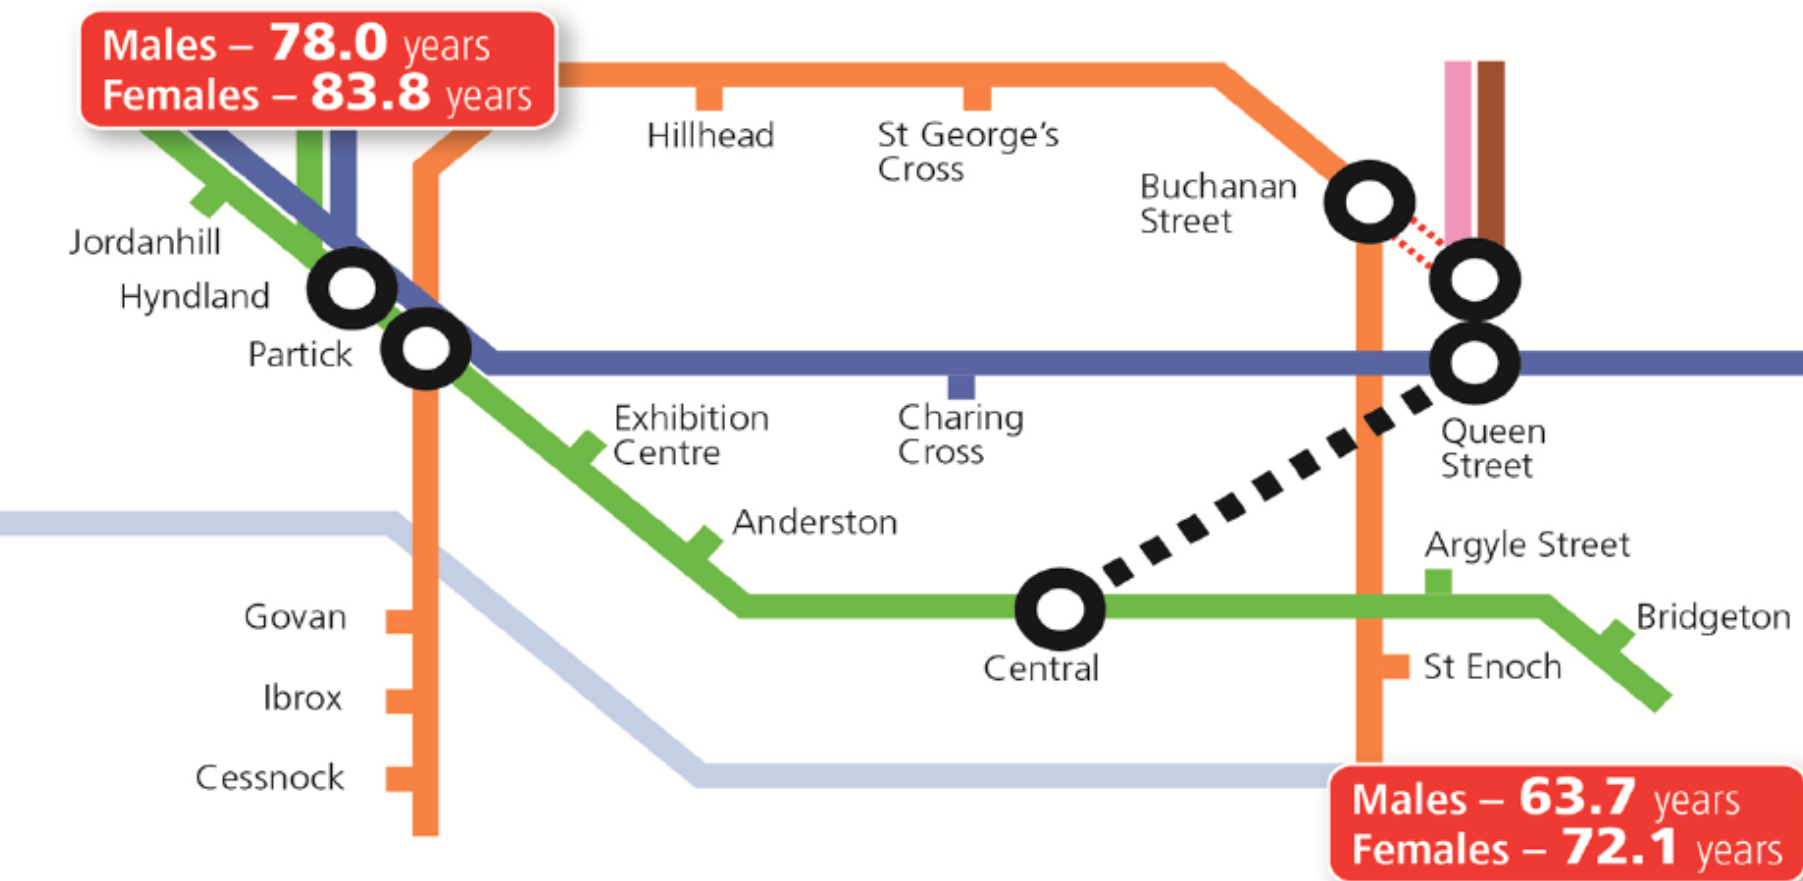 Males – 78.0 years
Females – 83.8 years
Hillhead
St George’s
Cross
Buchanan
Street
Jordanhill
Hyndland
Partick
Exhibition
Centre
Charing
Cross
Queen
Street
Anderston
Argyle Street
Govan
Bridgeton
Central
St Enoch
Ibrox
Cessnock
Males – 63.7 years
Females – 72.1 years